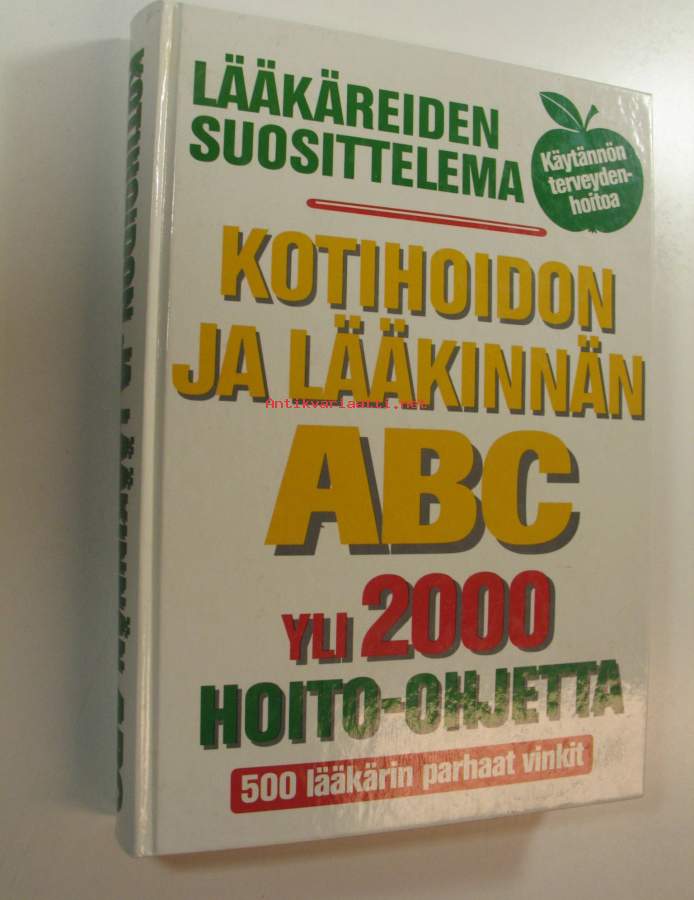 LÄÄKÄREIDEN
SUOSITTELEMA
Käytännön
terveyden-
hoitoa
KOTIHOIDON
JA LÄÄKINNÄN
ABC
YLI 2000
HOITO-OHJETTA
500 lääkärin parhaat vinkit
KOTIHOIDON JA LÄÄKINNÄN ABC
Antikvariaatti.net